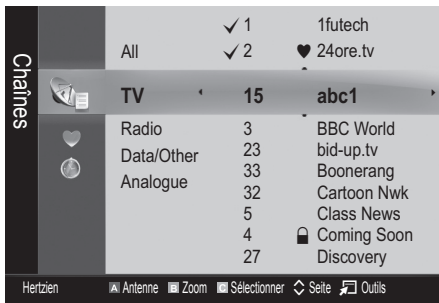 Chaînes
✓ 1 1futech
All ✓ 2 ♥ 24ore.tv
TV 15 abc1
Radio 3 BBC World
Data/Other 23 bid-up.tv
Analogue 33 Boonerang
32 Cartoon Nwk
5 Class News
4 Coming Soon
27 Discovery
Hertzien A Antenne B Zoom C Sélectionner Seite Outils